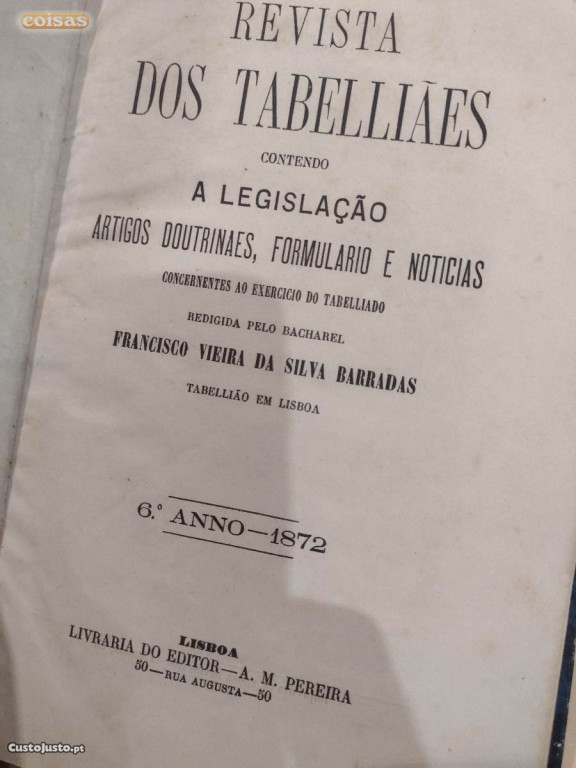 coisas
REVISTA
DOS TABELLIÃES
CONTENDO
A LEGISLAÇÃO
ARTIGOS DOUTRINAES, FORMULARIO E NOTICIAS
CONCERNENTES AO EXERCICIO DO TABELLIADO
REDIGIDA PELO BACHAREL
FRANCISCO VIEIRA DA SILVA BARRADAS
TABELLIÃO EM LISBOA
6.º ANNO—1872
LISBOA
LIVRARIA DO EDITOR—A. M. PEREIRA
50—RUA AUGUSTA—50
CustoJusto.pt